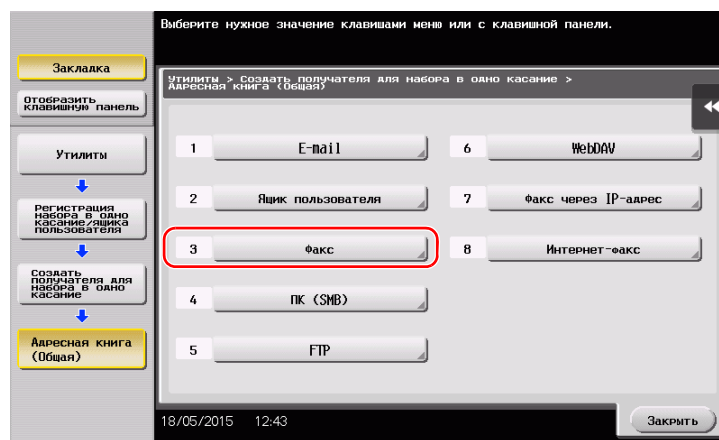 Выберите нужное значение клавишами меню или с клавишной панели.
Закладка
Отобразить
клавишную панель
Утилиты
Регистрация
набора в одно
касание/ящика
пользователя
Создать
получателя для
набора в одно
касание
Адресная книга
(Общая)
Утилиты > Создать получателя для набора в одно касание >
Адресная книга (Общая)
1 E-mail
2 Ящик пользователя
3 Факс
4 ПК (SMB)
5 FTP
6 WebDAV
7 Факс через IP-адрес
8 Интернет-факс
18/05/2015 12:43
Закрыть